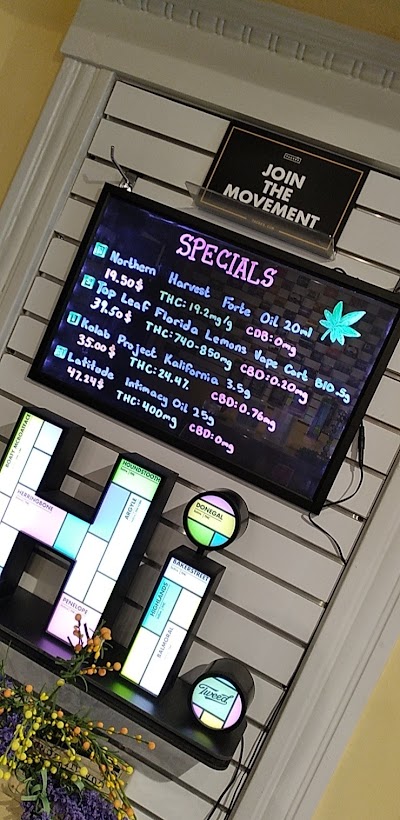 JOIN
THE
MOVEMENT
SPECIALS
Northern Harvest Forte Oil 20ml
19.50$ THC: 19.2mg/g CDB: 0mg
Top Leaf Florida Lemons Vape Cart 510 .5g
39.50$ THC: 740-850mg CBD: 0.20mg
Kolab Project Kalifornia 3.5g
35.00$ THC: 24.47. CBD: 0.76mg
Latitude Intimacy Oil 25g
47.24$ THC: 400mg CBD: 0mg
HOUNDSTOOTH
ARGYLE
HERRINGBONE
PENELOPE
DONEGAL
BAKERSTREET
HIGHLANDS
BALMORAL
Tweed